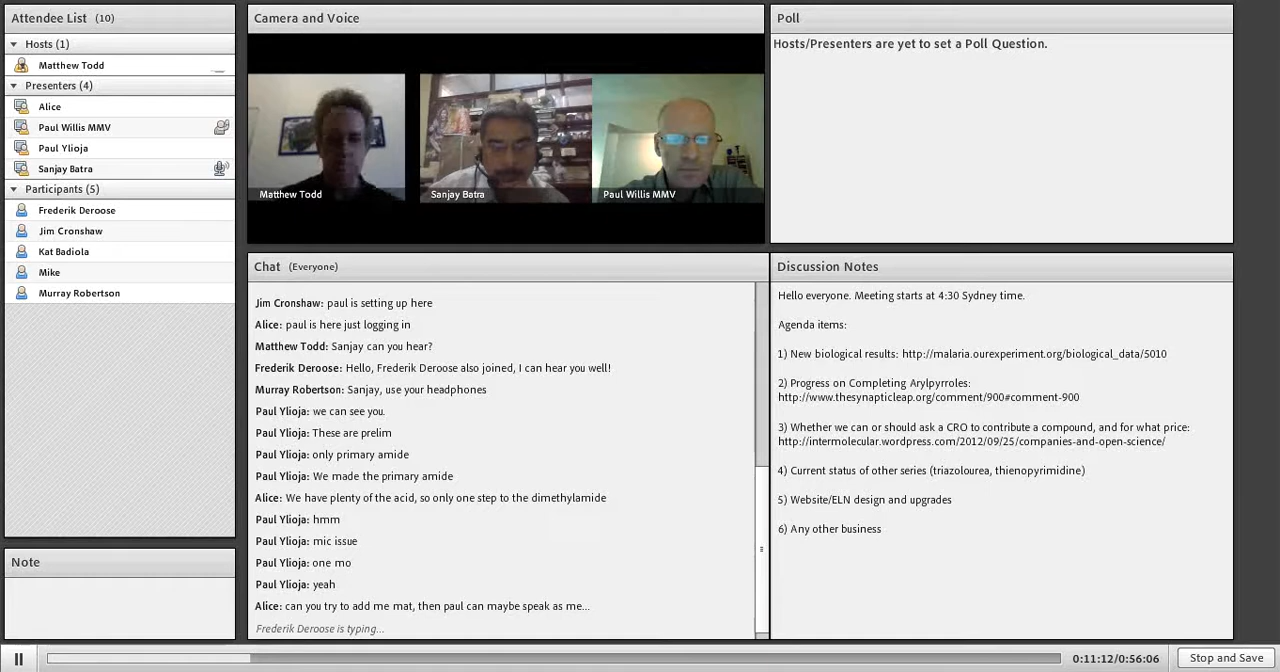 Attendee List (10)
Hosts (1)
Matthew Todd
Presenters (4)
Alice
Paul Willis MMV
Paul Ylioja
Sanjay Batra
Participants (5)
Frederik Deroose
Jim Cronshaw
Kat Badiola
Mike
Murray Robertson
Note
Camera and Voice
Matthew Todd
Sanjay Batra
Paul Willis MMV
Chat (Everyone)
Jim Cronshaw: paul is setting up here
Alice: paul is here just logging in
Matthew Todd: Sanjay can you hear?
Frederik Deroose: Hello, Frederik Deroose also joined, I can hear you well!
Murray Robertson: Sanjay, use your headphones
Paul Ylioja: we can see you.
Paul Ylioja: These are prelim
Paul Ylioja: only primary amide
Paul Ylioja: We made the primary amide
Alice: We have plenty of the acid, so only one step to the dimethylamide
Paul Ylioja: hmm
Paul Ylioja: mic issue
Paul Ylioja: one mo
Paul Ylioja: yeah
Alice: can you try to add me mat, then paul can maybe speak as me...
Frederik Deroose is typing...
Poll
Hosts/Presenters are yet to set a Poll Question.
Discussion Notes
Hello everyone. Meeting starts at 4:30 Sydney time.
Agenda items:
1) New biological results: http://malaria.ourexperiment.org/biological_data/5010
2) Progress on Completing Arylpyrroles:
http://www.thesynapticleap.org/comment/900#comment-900
3) Whether we can or should ask a CRO to contribute a compound, and for what price:
http://intermolecular.wordpress.com/2012/09/25/companies-and-open-science/
4) Current status of other series (triazolourea, thienopyrimidine)
5) Website/ELN design and upgrades
6) Any other business
0:11:12/0:56:06
Stop and Save